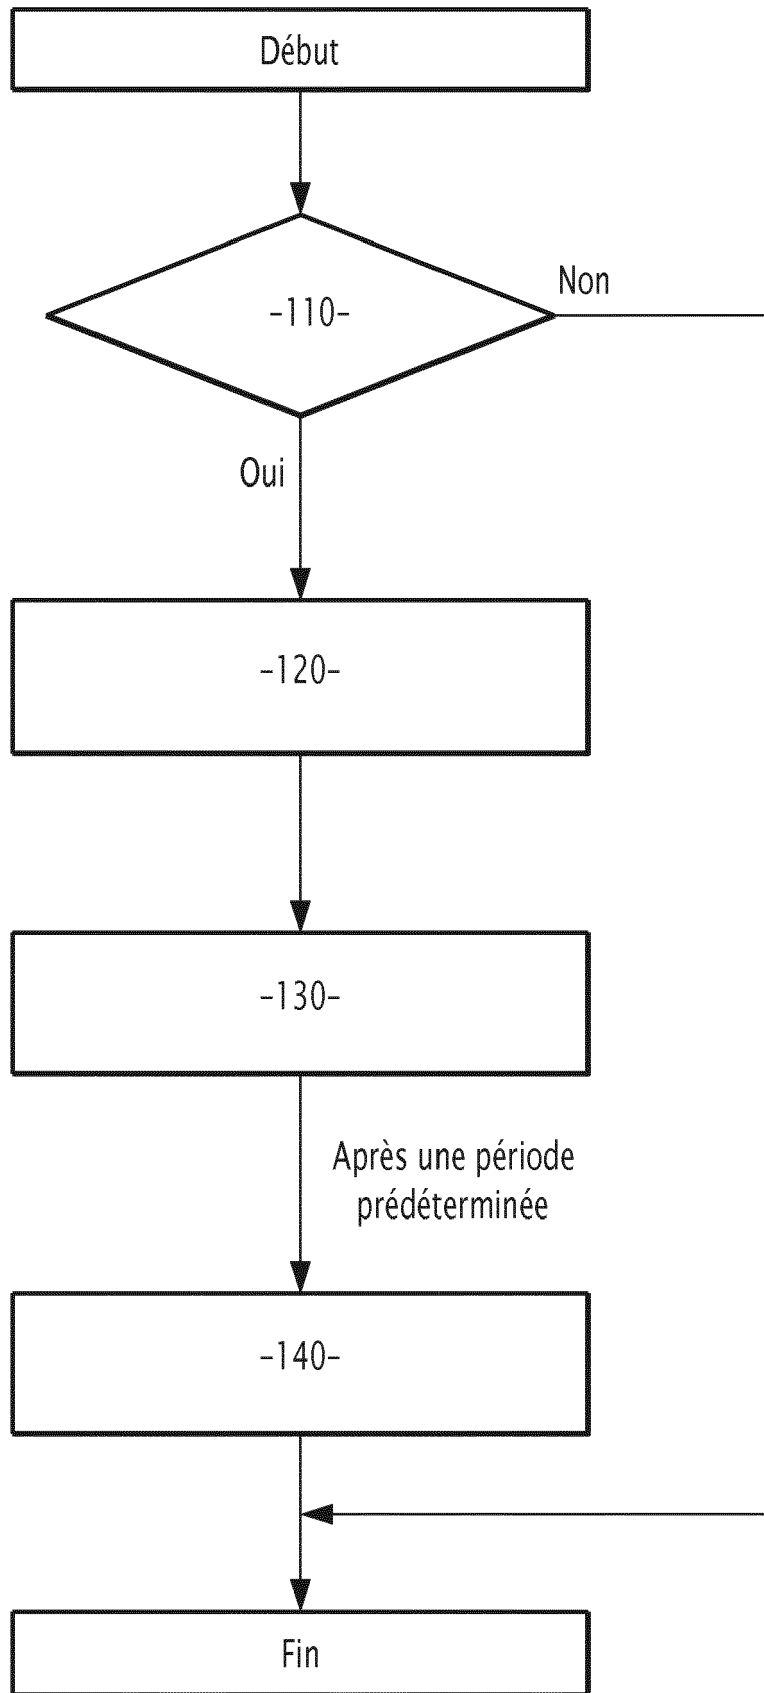 Début
–110–
Non
Oui
–120–
–130–
Après une période
prédéterminée
–140–
Fin